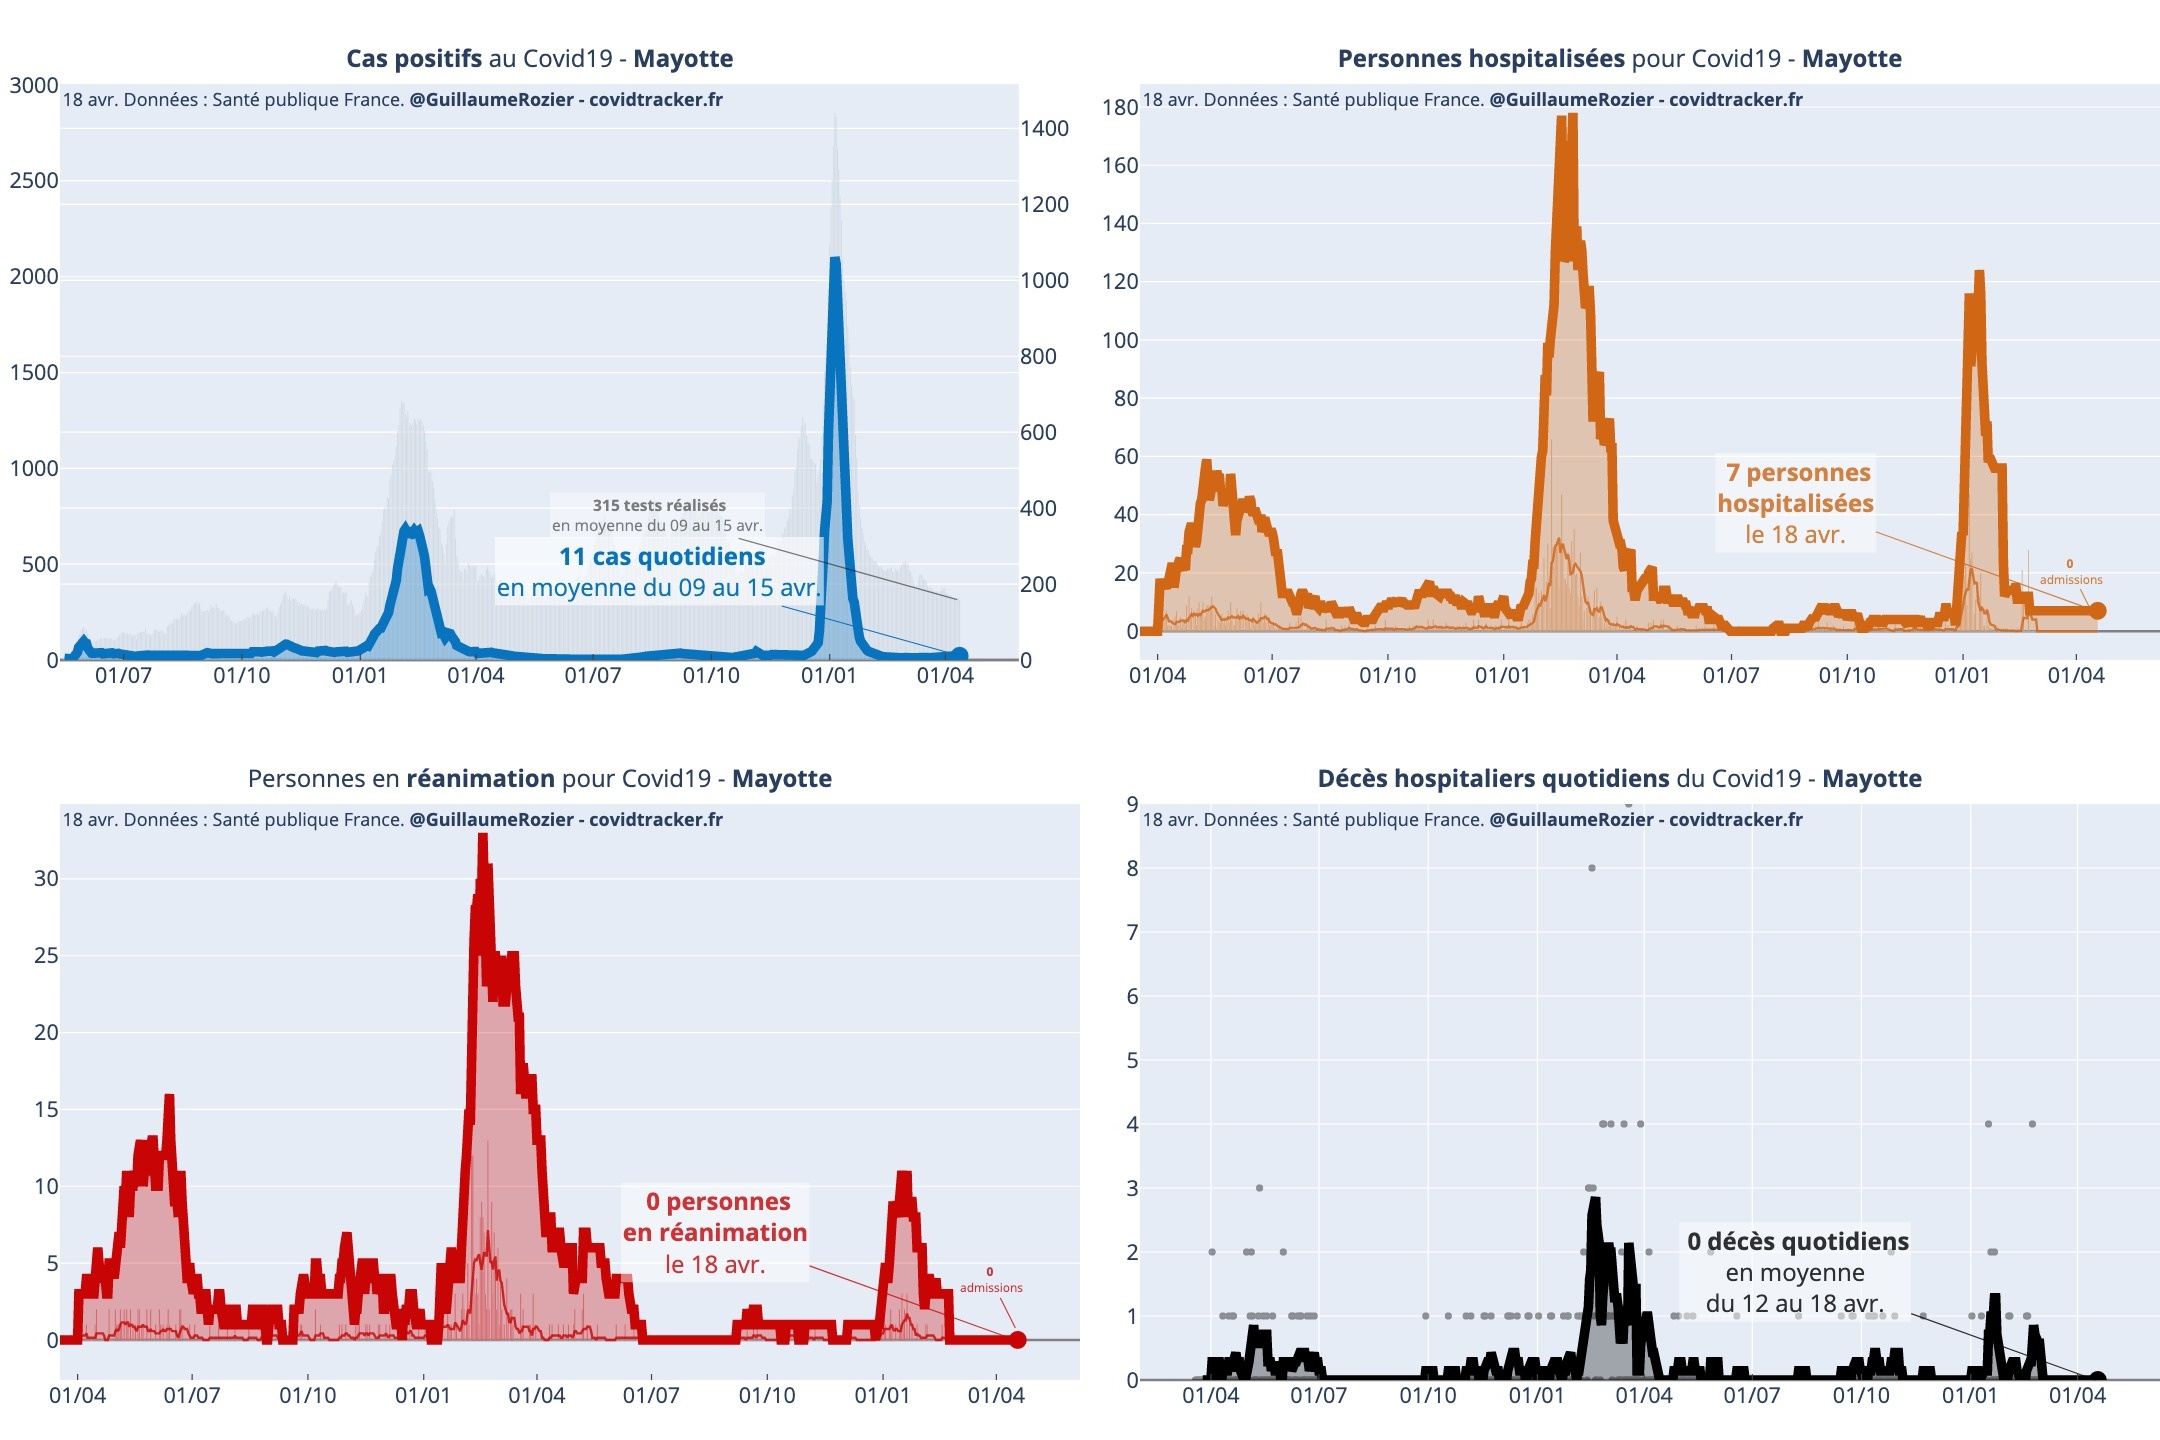 Cas positifs au Covid19 - Mayotte
18 avr. Données : Santé publique France. @GuillaumeRozier - covidtracker.fr
3000
2500
2000
1500
1000
500
0
1400
1200
1000
800
600
400
200
0
315 tests réalisés
en moyenne du 09 au 15 avr.
11 cas quotidiens
en moyenne du 09 au 15 avr.
01/07 01/10 01/01 01/04 01/07 01/10 01/01 01/04
Personnes hospitalisées pour Covid19 - Mayotte
18 avr. Données : Santé publique France. @GuillaumeRozier - covidtracker.fr
180
160
140
120
100
80
60
40
20
0
7 personnes
hospitalisées
le 18 avr.
0
admissions
01/04 01/07 01/10 01/01 01/04 01/07 01/10 01/01 01/04
Personnes en réanimation pour Covid19 - Mayotte
18 avr. Données : Santé publique France. @GuillaumeRozier - covidtracker.fr
30
25
20
15
10
5
0
0 personnes
en réanimation
le 18 avr.
0
admissions
01/04 01/07 01/10 01/01 01/04 01/07 01/10 01/01 01/04
Décès hospitaliers quotidiens du Covid19 - Mayotte
18 avr. Données : Santé publique France. @GuillaumeRozier - covidtracker.fr
9
8
7
6
5
4
3
2
1
0
0 décès quotidiens
en moyenne
du 12 au 18 avr.
01/04 01/07 01/10 01/01 01/04 01/07 01/10 01/01 01/04